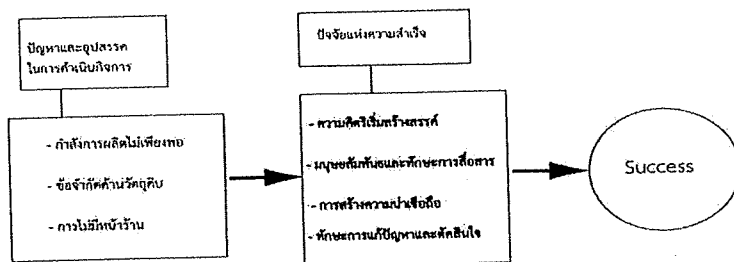 ปัญหาและอุปสรรค
ในการดำเนินกิจการ
- กำลังการผลิตไม่เพียงพอ
- ข้อจำกัดด้านวัตถุดิบ
- การไม่มีหน้าร้าน
ปัจจัยแห่งความสำเร็จ
- ความคิดริเริ่มสร้างสรรค์
- มนุษยสัมพันธ์และทักษะการสื่อสาร
- การสร้างความน่าเชื่อถือ
- ทักษะการแก้ปัญหาและตัดสินใจ
Success